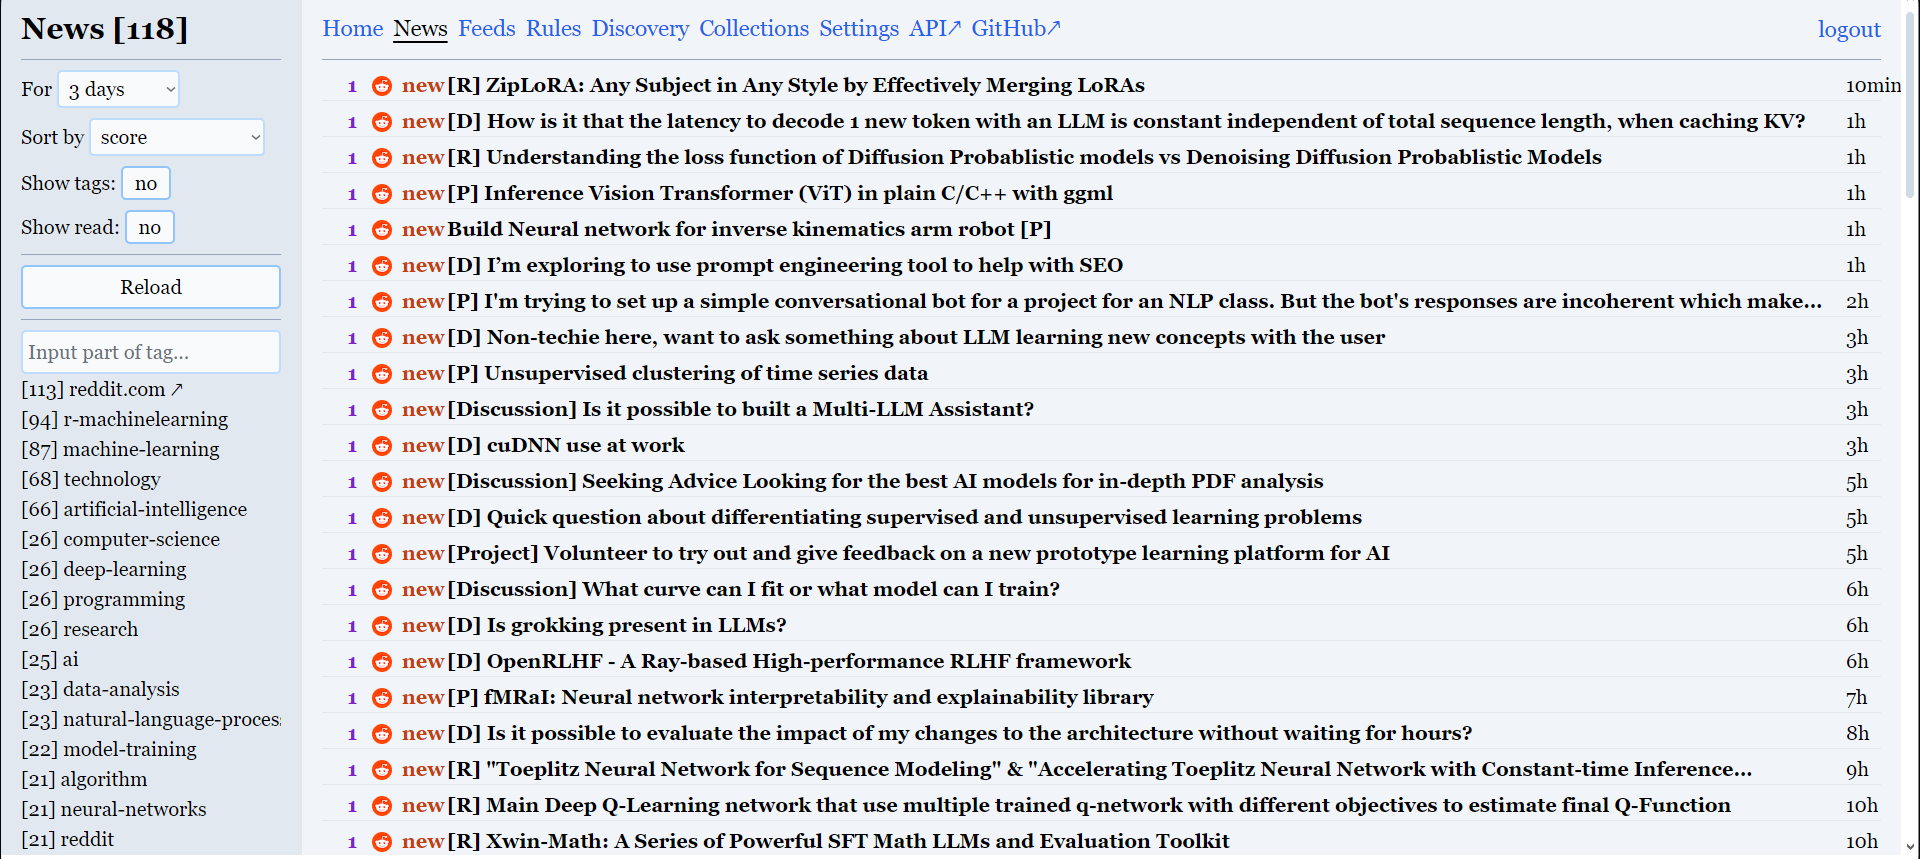 News [118]
For 3 days
Sort by score
Show tags: no
Show read: no
Reload
Input part of tag...
[113] reddit.com ↗
[94] r-machinelearning
[87] machine-learning
[68] technology
[66] artificial-intelligence
[26] computer-science
[26] deep-learning
[26] programming
[26] research
[25] ai
[23] data-analysis
[23] natural-language-proces
[22] model-training
[21] algorithm
[21] neural-networks
[21] reddit
Home News Feeds Rules Discovery Collections Settings API↗ GitHub↗ logout
1 new [R] ZipLoRA: Any Subject in Any Style by Effectively Merging LoRAs 10min
1 new [D] How is it that the latency to decode 1 new token with an LLM is constant independent of total sequence length, when caching KV? 1h
1 new [R] Understanding the loss function of Diffusion Probablistic models vs Denoising Diffusion Probablistic Models 1h
1 new [P] Inference Vision Transformer (ViT) in plain C/C++ with ggml 1h
1 new Build Neural network for inverse kinematics arm robot [P] 1h
1 new [D] I’m exploring to use prompt engineering tool to help with SEO 1h
1 new [P] I'm trying to set up a simple conversational bot for a project for an NLP class. But the bot's responses are incoherent which make... 2h
1 new [D] Non-techie here, want to ask something about LLM learning new concepts with the user 3h
1 new [P] Unsupervised clustering of time series data 3h
1 new [Discussion] Is it possible to built a Multi-LLM Assistant? 3h
1 new [D] cuDNN use at work 3h
1 new [Discussion] Seeking Advice Looking for the best AI models for in-depth PDF analysis 5h
1 new [D] Quick question about differentiating supervised and unsupervised learning problems 5h
1 new [Project] Volunteer to try out and give feedback on a new prototype learning platform for AI 5h
1 new [Discussion] What curve can I fit or what model can I train? 6h
1 new [D] Is grokking present in LLMs? 6h
1 new [D] OpenRLHF - A Ray-based High-performance RLHF framework 6h
1 new [P] fMRaI: Neural network interpretability and explainability library 7h
1 new [D] Is it possible to evaluate the impact of my changes to the architecture without waiting for hours? 8h
1 new [R] "Toeplitz Neural Network for Sequence Modeling" & "Accelerating Toeplitz Neural Network with Constant-time Inference... 9h
1 new [R] Main Deep Q-Learning network that use multiple trained q-network with different objectives to estimate final Q-Function 10h
1 new [R] Xwin-Math: A Series of Powerful SFT Math LLMs and Evaluation Toolkit 10h